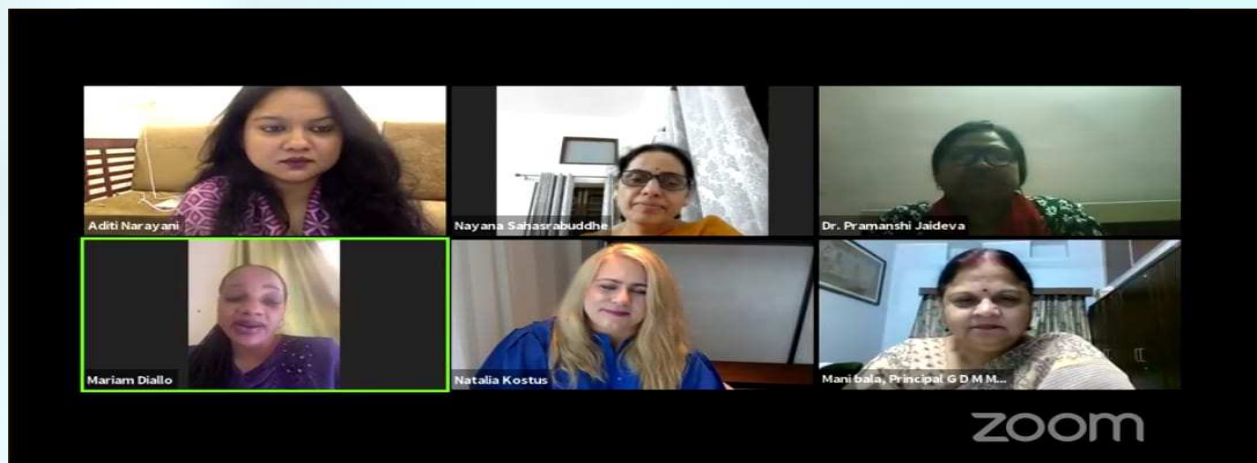 Aditi Narayani
Nayana Sahasrabuddhe
Dr. Pramanshi Jaideva
Mariam Diallo
Natalia Kostus
Mani bala, Principal G D M M...
zoom